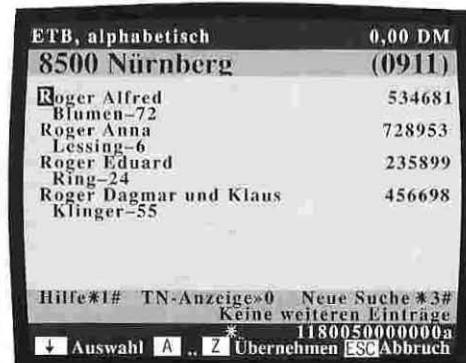 ETB, alphabetisch 0,00 DM
8500 Nürnberg (0911)
Roger Alfred 534681
Blumen-72
Roger Anna 728953
Lessing-6
Roger Eduard 235899
Ring-24
Roger Dagmar und Klaus 456698
Klinger-55
Hilfe*1# TN-Anzeige»0 Neue Suche *3#
Keine weiteren Einträge
* 1180050000000a
↓ Auswahl A .. Z Übernehmen ESC Abbruch